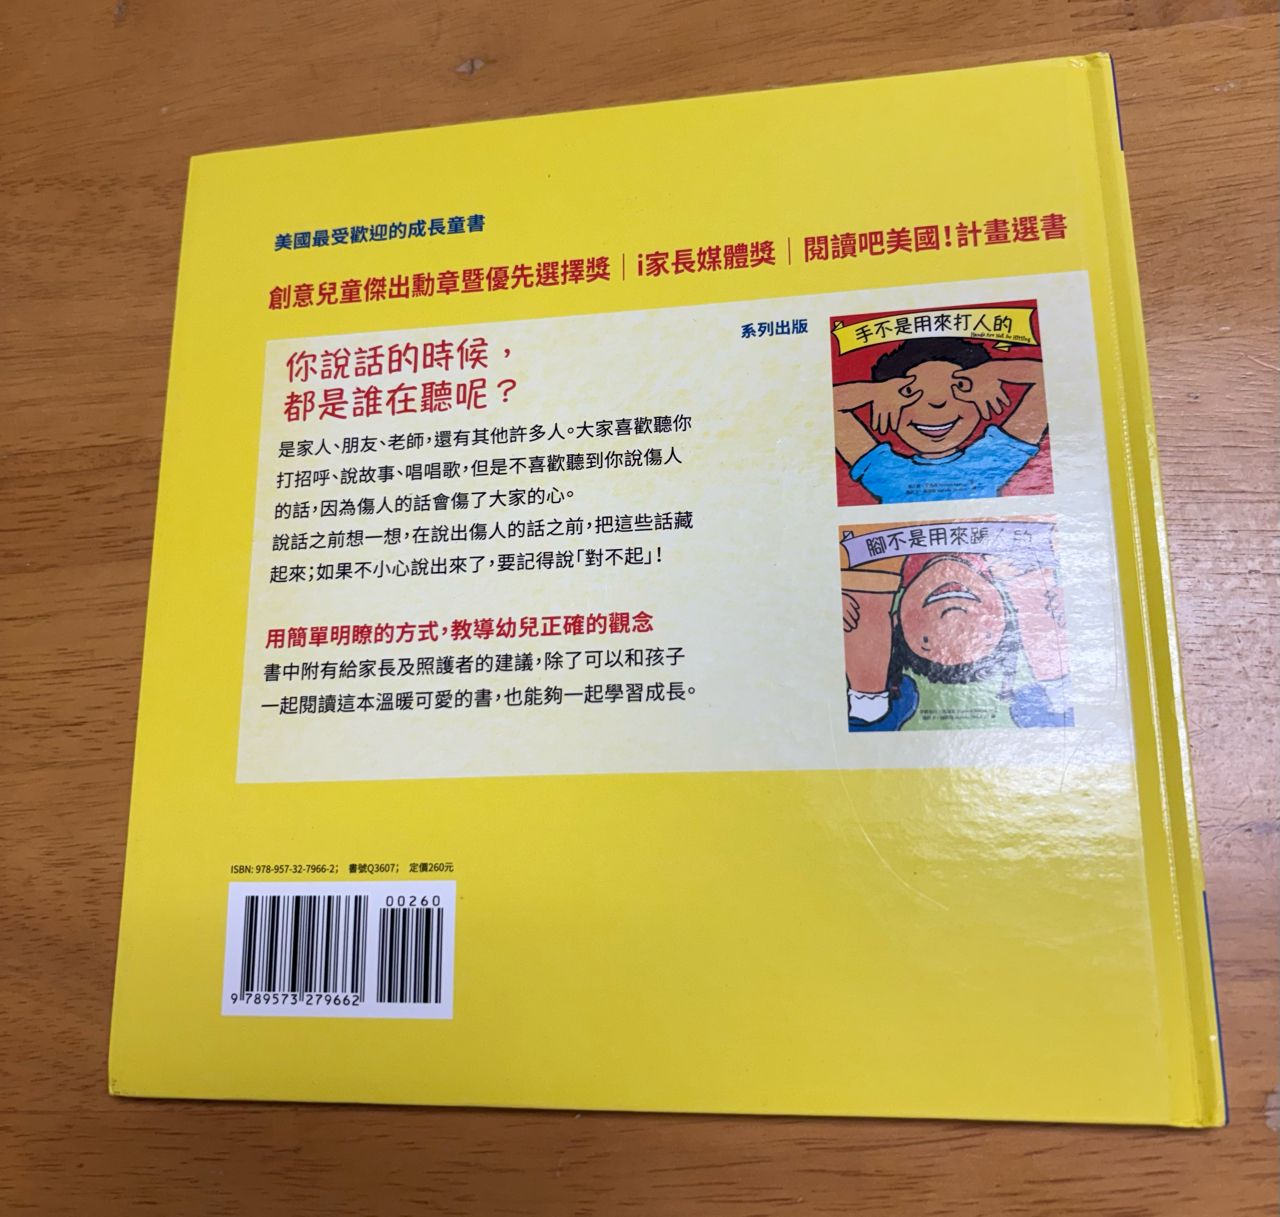 美國最受歡迎的成長童書
創意兒童傑出勳章暨優先選擇獎｜i家長媒體獎｜閱讀吧美國！計畫選書
系列出版
你說話的時候，
都是誰在聽呢？
是家人、朋友、老師，還有其他許多人。大家喜歡聽你
打招呼、說故事、唱唱歌，但是不喜歡聽到你說傷人
的話，因為傷人的話會傷了大家的心。
說話之前想一想，在說出傷人的話之前，把這些話藏
起來；如果不小心說出來了，要記得說「對不起」！
用簡單明瞭的方式，教導幼兒正確的觀念
書中附有給家長及照護者的建議，除了可以和孩子
一起閱讀這本溫暖可愛的書，也能夠一起學習成長。
手不是用來打人的
Hands Are Not for Hitting
腳不是用來踢人的
ISBN: 978-957-32-7966-2； 書號Q3607； 定價260元
00260
9 789573 279662